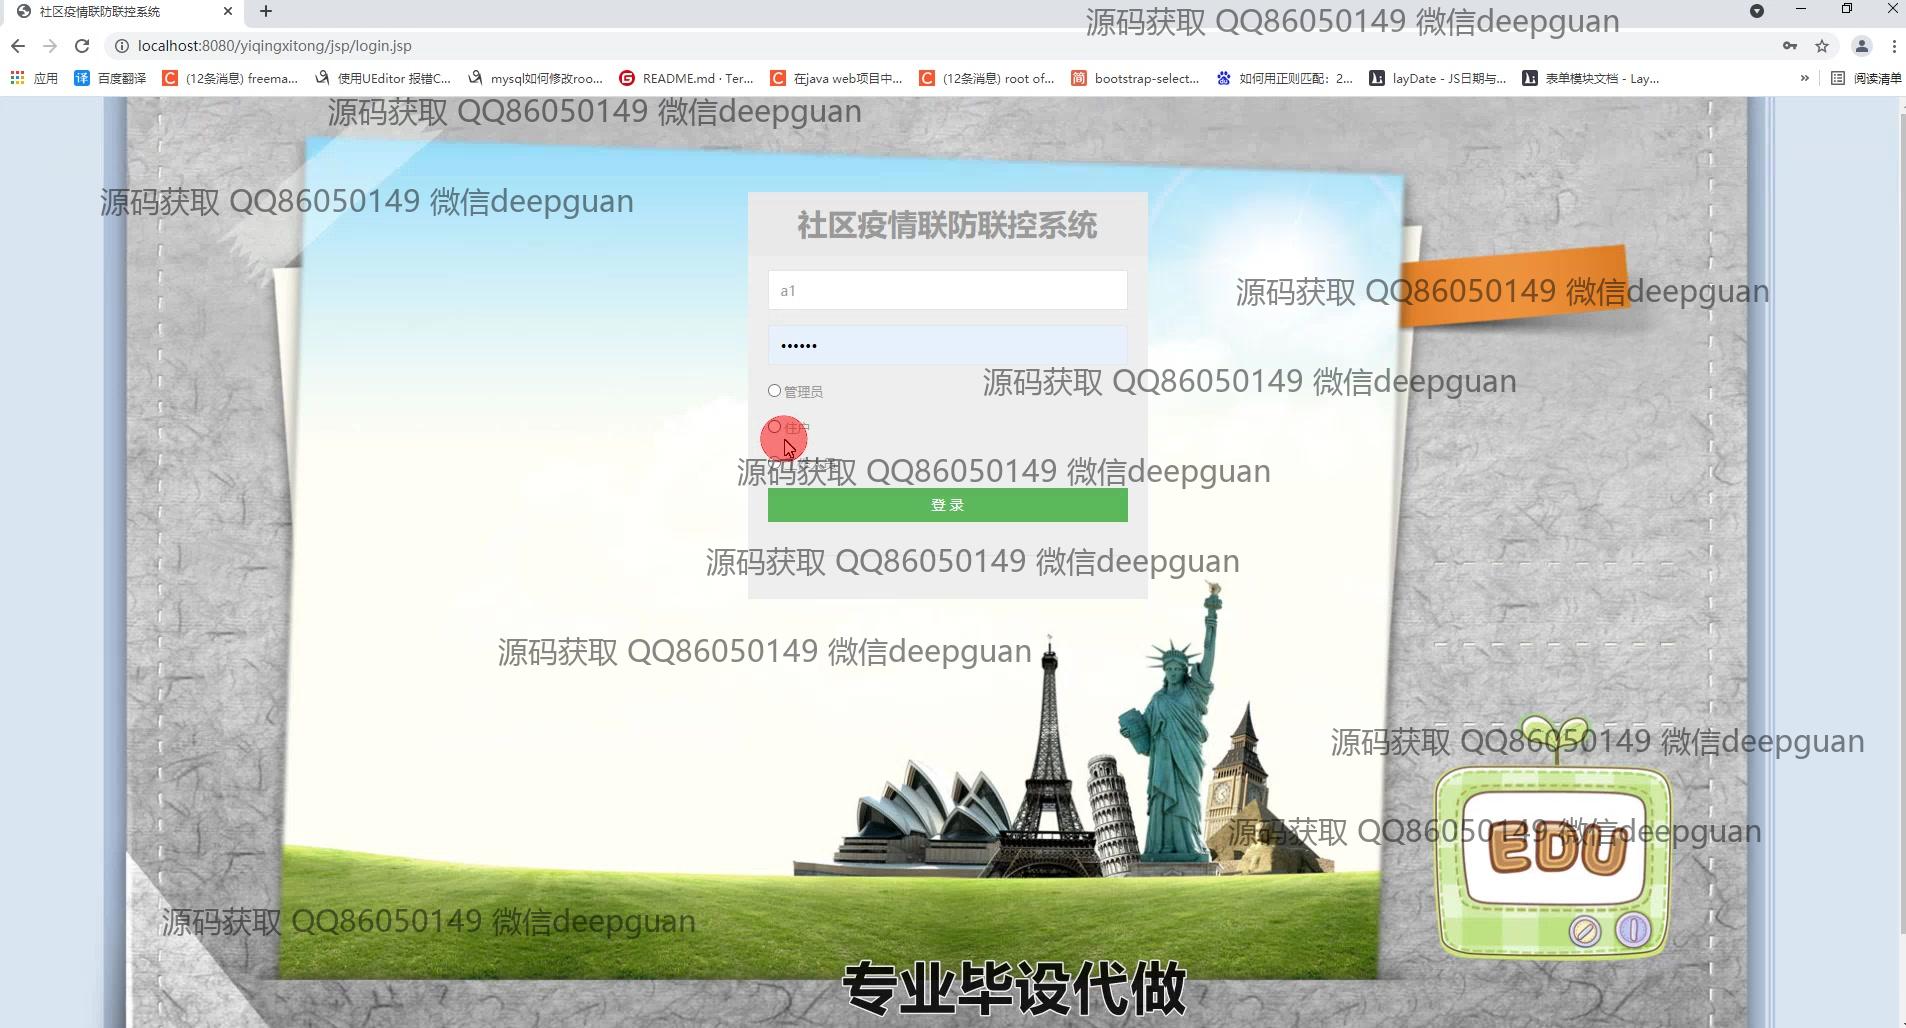 社区疫情联防联控系统
源码获取 QQ86050149 微信deepguan
localhost:8080/yiqingxitong/jsp/login.jsp
应用 百度翻译 (12条消息) freema... 使用UEditor 报错C... mysql如何修改roo... README.md · Ter... 在java web项目中... (12条消息) root of... bootstrap-select... 如何用正则匹配：2... layDate - JS日期与... 表单模块文档 - Lay... » 阅读清单
源码获取 QQ86050149 微信deepguan
源码获取 QQ86050149 微信deepguan
社区疫情联防联控系统
a1
源码获取 QQ86050149 微信deepguan
••••••
管理员
源码获取 QQ86050149 微信deepguan
住户
源码获取 QQ86050149 微信deepguan
登 录
源码获取 QQ86050149 微信deepguan
源码获取 QQ86050149 微信deepguan
源码获取 QQ86050149 微信deepguan
源码获取 QQ86050149 微信deepguan
EDU
源码获取 QQ86050149 微信deepguan
专业毕设代做